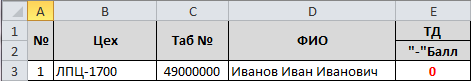 A B C D E
1 № Цех Таб № ФИО ТД
2 "-"Балл
3 1 ЛПЦ-1700 49000000 Иванов Иван Иванович 0